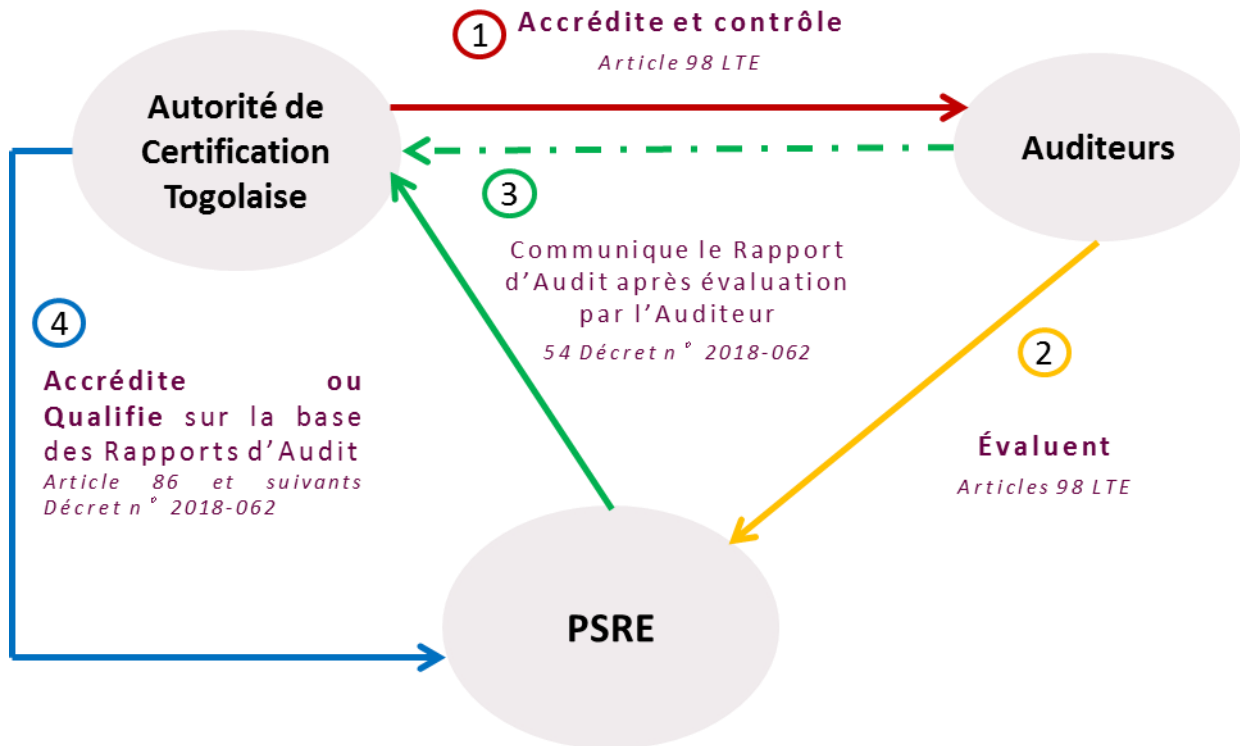 1
Accrédite et contrôle
Article 98 LTE
Autorité de
Certification
Togolaise
Auditeurs
3
Communique le Rapport
d’Audit après évaluation
par l’Auditeur
54 Décret n° 2018-062
4
Accrédite ou
Qualifie sur la base
des Rapports d’Audit
Article 86 et suivants
Décret n° 2018-062
2
Évaluent
Articles 98 LTE
PSRE